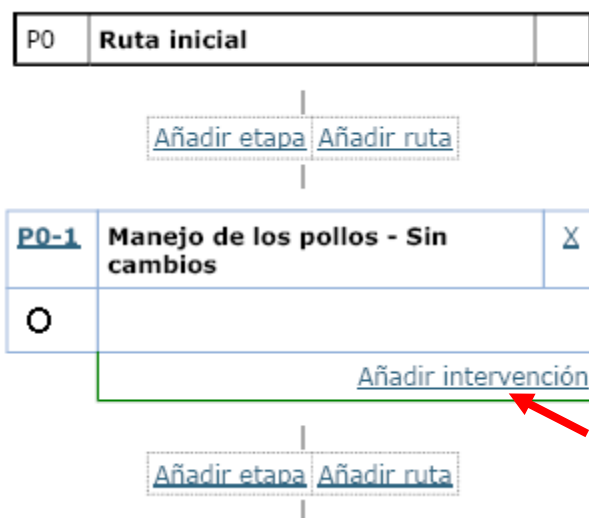 P0 Ruta inicial
Añadir etapa Añadir ruta
P0-1 Manejo de los pollos - Sin X
cambios
O
Añadir intervención
Añadir etapa Añadir ruta